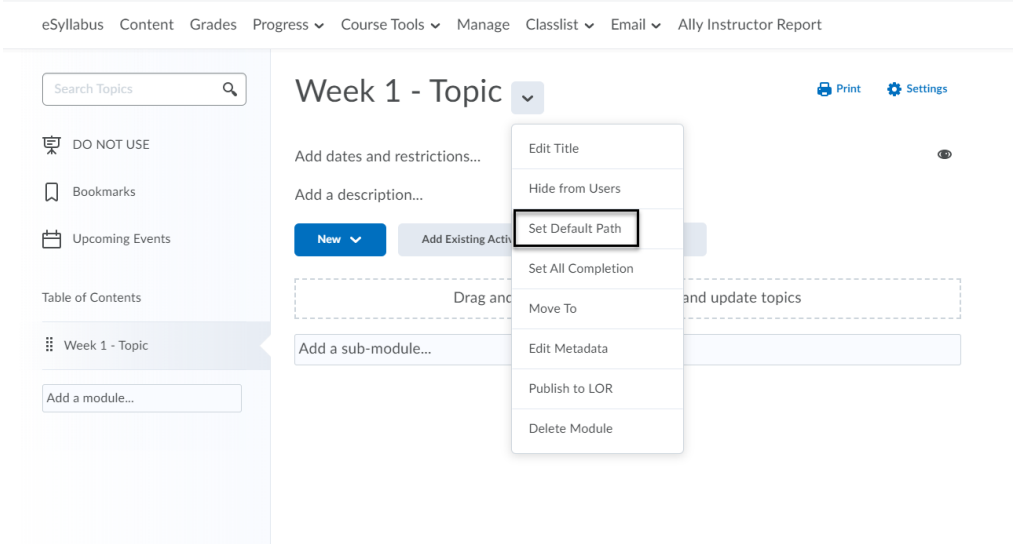 eSyllabus Content Grades Progress Course Tools Manage Classlist Email Ally Instructor Report
Search Topics
DO NOT USE
Bookmarks
Upcoming Events
Table of Contents
Week 1 - Topic
Add a module...
Week 1 - Topic
Print Settings
Add dates and restrictions...
Add a description...
New Add Existing
Drag and and update topics
Add a sub-module...
Edit Title
Hide from Users
Set Default Path
Set All Completion
Move To
Edit Metadata
Publish to LOR
Delete Module